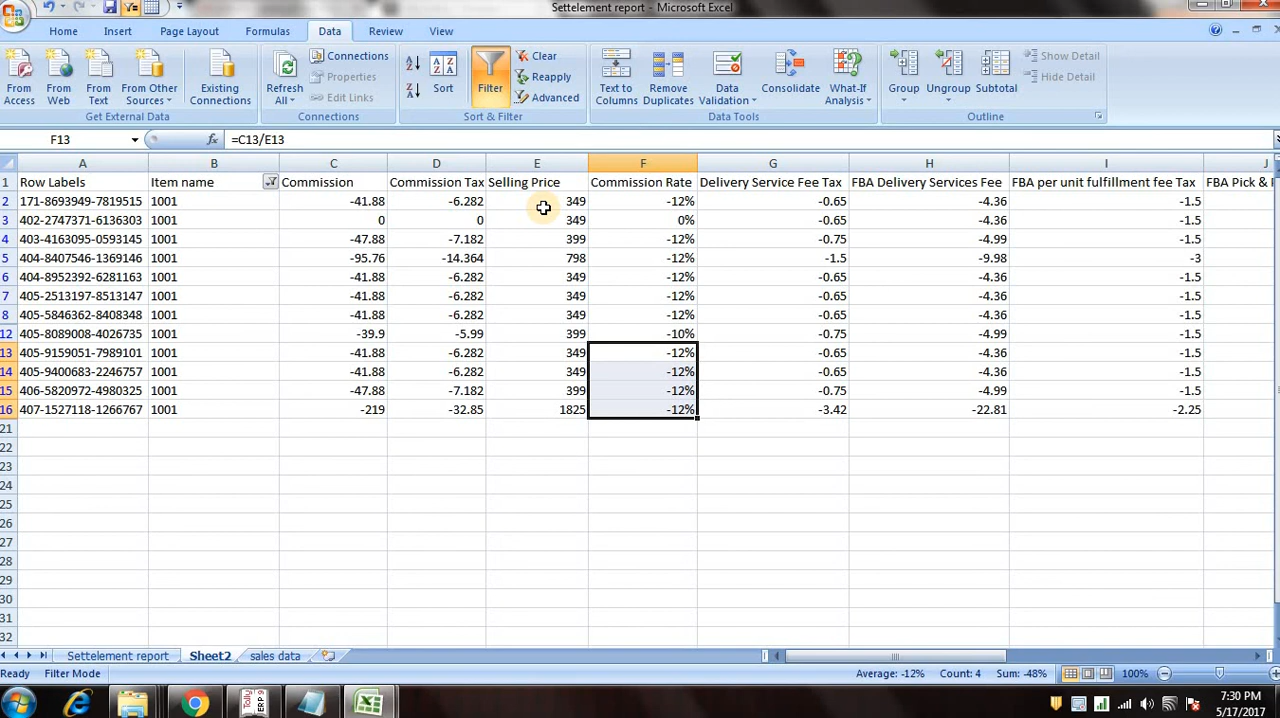 Settelement report - Microsoft Excel
Home Insert Page Layout Formulas Data Review View
From Access
From Web
From Text
From Other Sources
Existing Connections
Get External Data
Refresh All
Connections
Properties
Edit Links
Connections
Sort
Filter
Clear
Reapply
Advanced
Sort & Filter
Text to Columns
Remove Duplicates
Data Validation
Consolidate
What-If Analysis
Data Tools
Group
Ungroup
Subtotal
Show Detail
Hide Detail
Outline
F13 fx =C13/E13
A B C D E F G H I J
1 Row Labels Item name Commission Commission Tax Selling Price Commission Rate Delivery Service Fee Tax FBA Delivery Services Fee FBA per unit fulfillment fee Tax FBA Pick &
2 171-8693949-7819515 1001 -41.88 -6.282 349 -12% -0.65 -4.36 -1.5
3 402-2747371-6136303 1001 0 0 349 0% -0.65 -4.36 -1.5
4 403-4163095-0593145 1001 -47.88 -7.182 399 -12% -0.75 -4.99 -1.5
5 404-8407546-1369146 1001 -95.76 -14.364 798 -12% -1.5 -9.98 -3
6 404-8952392-6281163 1001 -41.88 -6.282 349 -12% -0.65 -4.36 -1.5
7 405-2513197-8513147 1001 -41.88 -6.282 349 -12% -0.65 -4.36 -1.5
8 405-5846362-8408348 1001 -41.88 -6.282 349 -12% -0.65 -4.36 -1.5
12 405-8089008-4026735 1001 -39.9 -5.99 399 -10% -0.75 -4.99 -1.5
13 405-9159051-7989101 1001 -41.88 -6.282 349 -12% -0.65 -4.36 -1.5
14 405-9400683-2246757 1001 -41.88 -6.282 349 -12% -0.65 -4.36 -1.5
15 406-5820972-4980325 1001 -47.88 -7.182 399 -12% -0.75 -4.99 -1.5
16 407-1527118-1266767 1001 -219 -32.85 1825 -12% -3.42 -22.81 -2.25
21
22
23
24
25
26
27
28
29
30
31
32
Settelement report Sheet2 sales data
Ready Filter Mode Average: -12% Count: 4 Sum: -48% 100%
Tally ERP 9
7:30 PM
5/17/2017